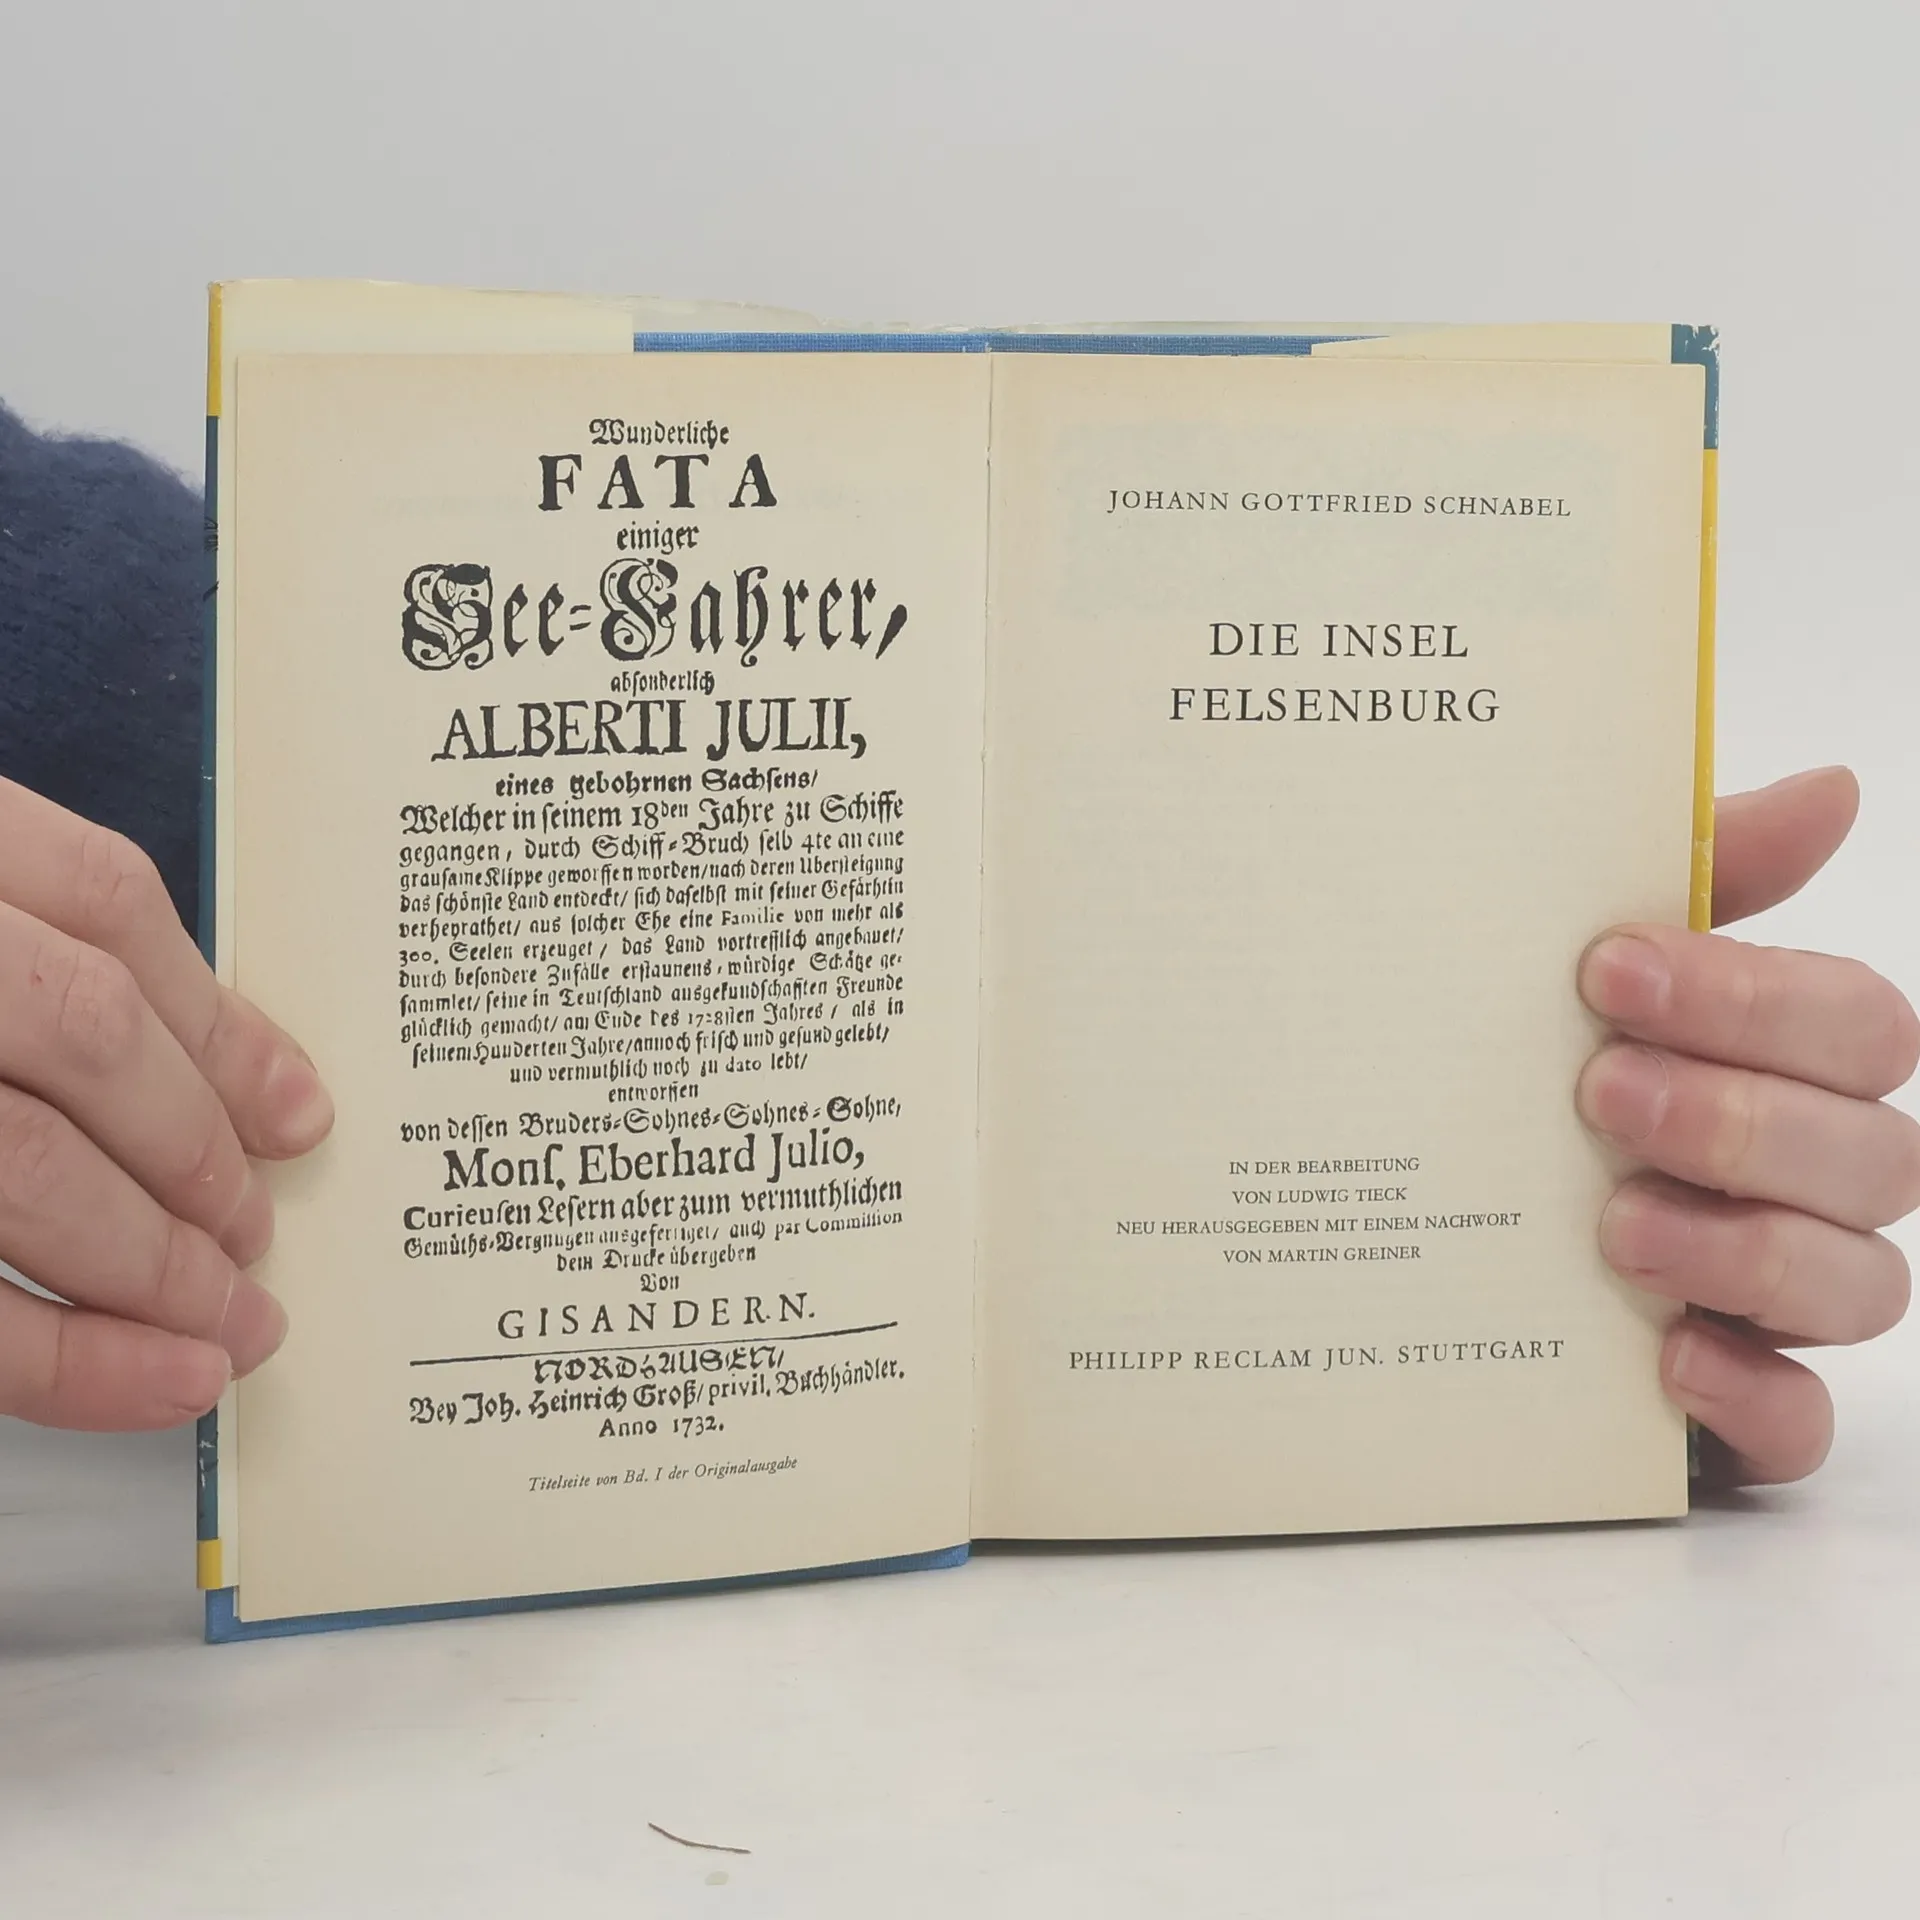 Wunderliche
FATA
einiger
See-Fahrer,
absonderlich
ALBERTI JULII,
eines gebohrnen Sachsens/
Welcher in seinem 18den Jahre zu Schiffe
gegangen, durch Schiff-Bruch selb 4te an eine
grausame Klippe geworffen worden/nach deren Übersteigung
das schönste Land entdeckt/ sich daselbst mit seiner Gefährtin
verheyrathet/ aus solcher Ehe eine Familie von mehr als
300. Seelen erzeuget/ das Land vortrefflich angebauet/
durch besondere Zufälle erstaunens-würdige Schätze ge-
sammlet/ seine in Teutschland ausgekundschafften Freunde
glücklich gemacht/ am Ende des 1728sten Jahres/ als in
seinem Hunderten Jahre/annoch frisch und gesund gelebt/
und vermuthlich noch zu dato lebt/
entworffen
von dessen Bruders-Sohnes-Sohnes-Sohne,
Mons. Eberhard Julio,
Curieusen Lesern aber zum vermuthlichen
Gemüths-Vergnügen ausgefertiget/ auch par Commission
dem Drucke übergeben
Von
GISANDERN.
NORDHAUSEN/
Bey Joh. Heinrich Groß/ privil. Buchhändler.
Anno 1732.
Titelseite von Bd. I der Originalausgabe
JOHANN GOTTFRIED SCHNABEL
DIE INSEL
FELSENBURG
IN DER BEARBEITUNG
VON LUDWIG TIECK
NEU HERAUSGEGEBEN MIT EINEM NACHWORT
VON MARTIN GREINER
PHILIPP RECLAM JUN. STUTTGART